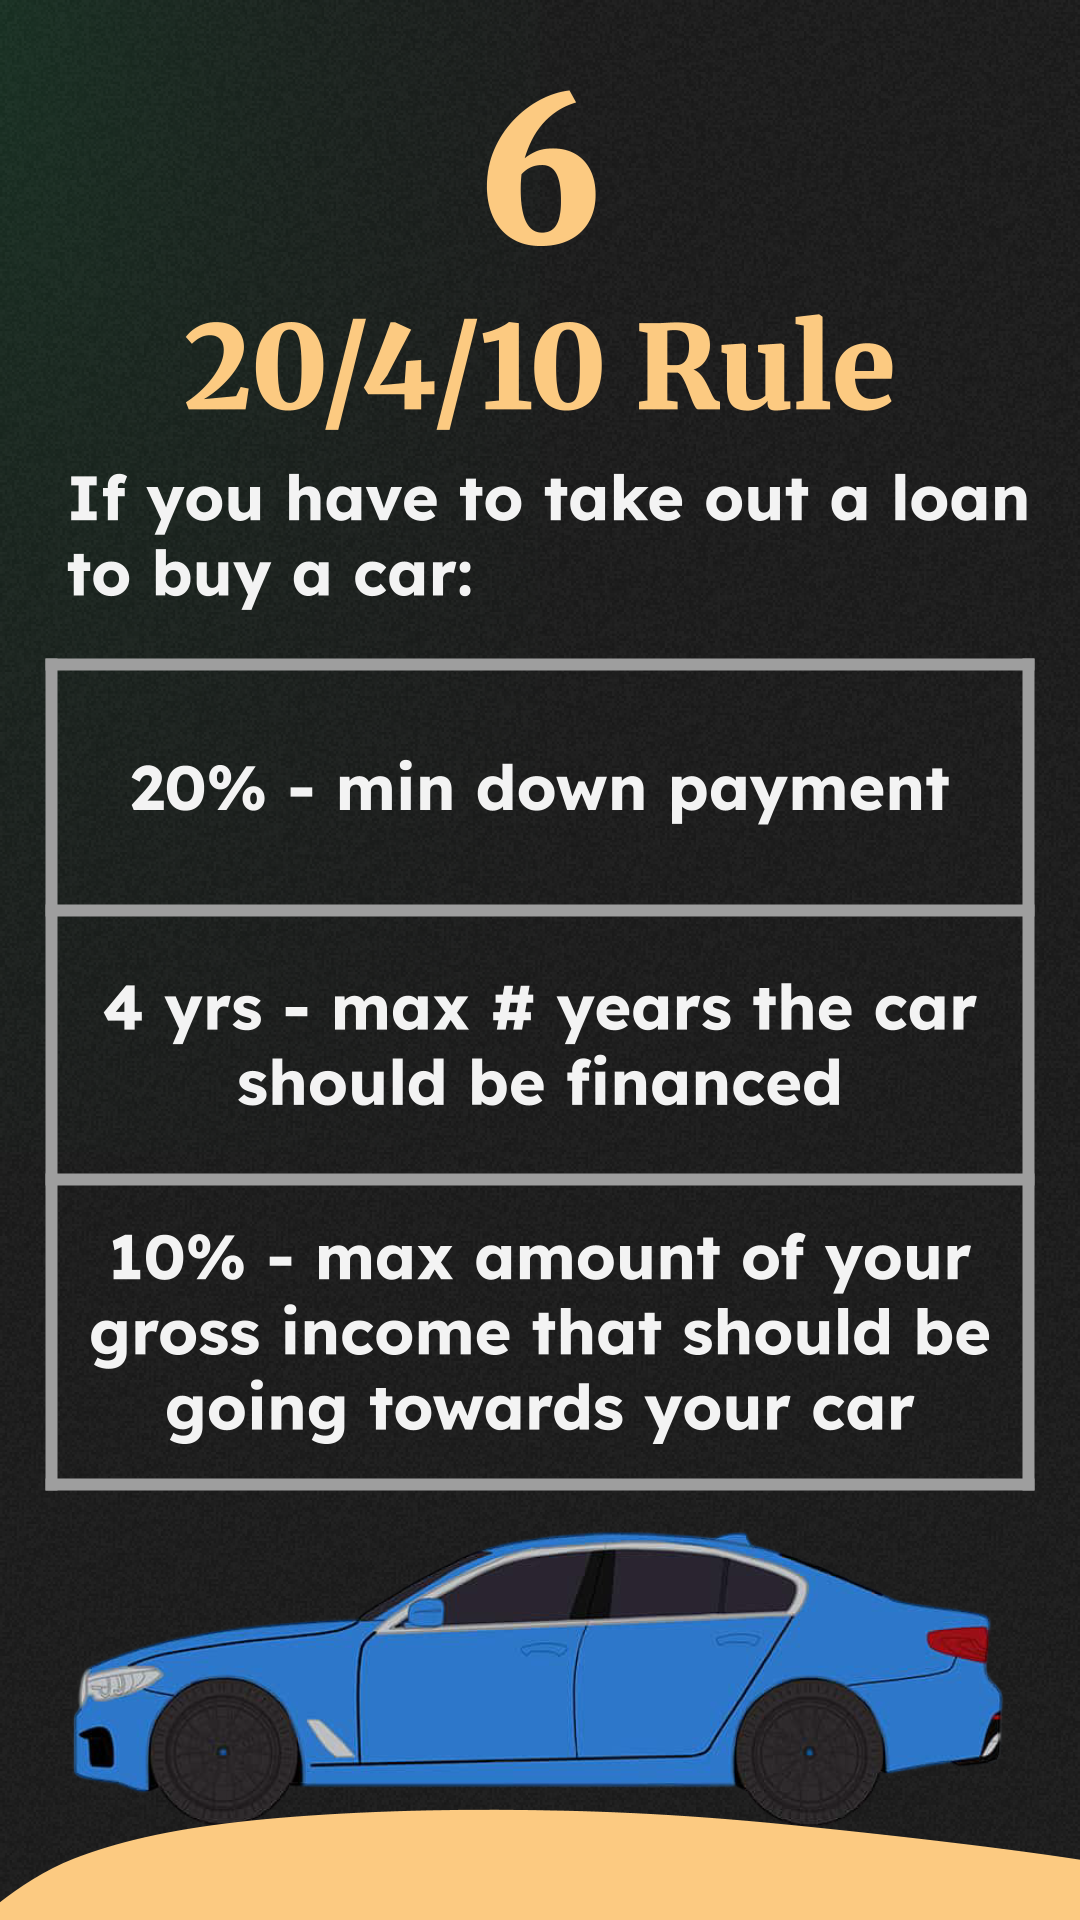 6
20/4/10 Rule
If you have to take out a loan
to buy a car:
20% - min down payment
4 yrs - max # years the car
should be financed
10% - max amount of your
gross income that should be
going towards your car